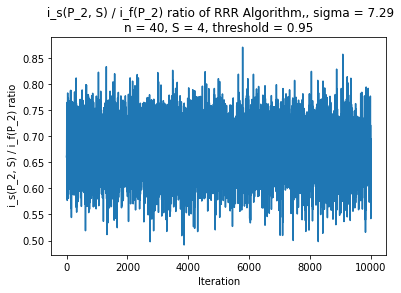 i_s(P_2, S) / i_f(P_2) ratio of RRR Algorithm,, sigma = 7.29
n = 40, S = 4, threshold = 0.95
i_s(P_2, S) / i_f(P_2) ratio
0.85
0.80
0.75
0.70
0.65
0.60
0.55
0.50
0 2000 4000 6000 8000 10000
Iteration